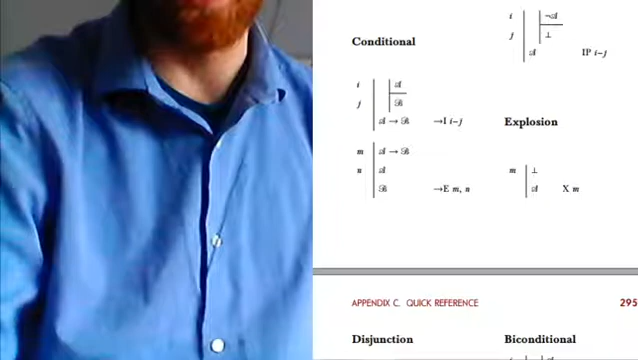 Conditional
i 𝒜
j ℬ
𝒜 → ℬ →I i–j
m 𝒜 → ℬ
n 𝒜
ℬ →E m, n
i ¬𝒜
j ⊥
𝒜 IP i–j
Explosion
m ⊥
𝒜 X m
APPENDIX C. QUICK REFERENCE 295
Disjunction Biconditional